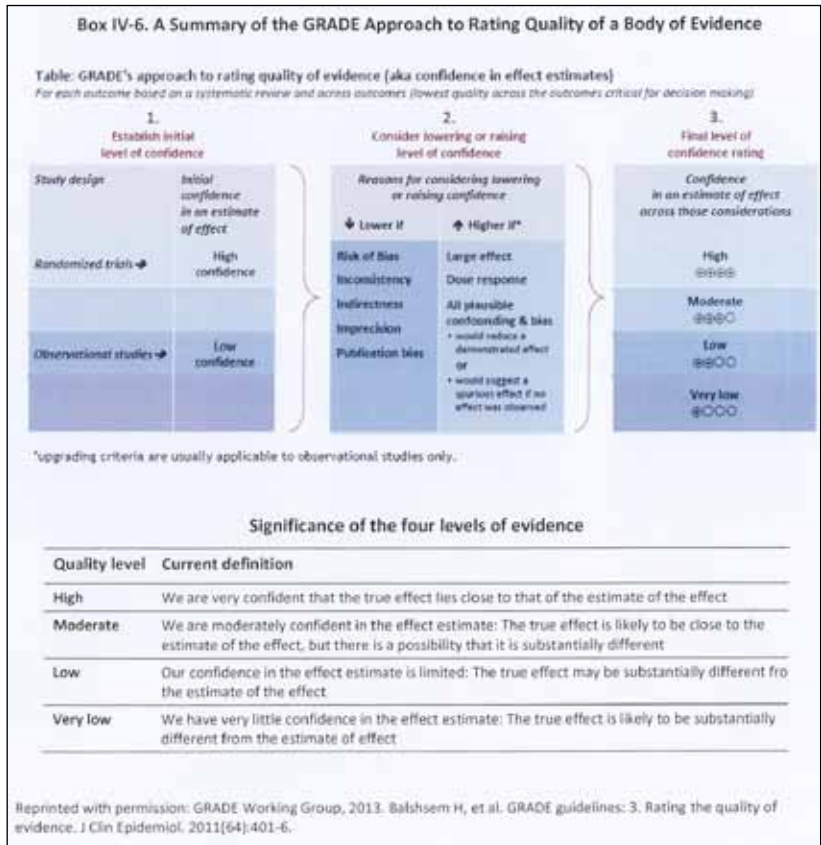 Box IV-6. A Summary of the GRADE Approach to Rating Quality of a Body of Evidence
Table: GRADE's approach to rating quality of evidence (aka confidence in effect estimates)
For each outcome based on a systematic review and across outcomes (lowest quality across the outcomes critical for decision making)
1.
Establish initial
level of confidence
2.
Consider lowering or raising
level of confidence
3.
Final level of
confidence rating
Study design
Initial
confidence
in an estimate
of effect
Reasons for considering lowering
or raising confidence
Lower if
Higher if*
Confidence
in an estimate of effect
across those considerations
Randomized trials
High
confidence
Observational studies
Low
confidence
Risk of Bias
Inconsistency
Indirectness
Imprecision
Publication bias
Large effect
Dose response
All plausible
confounding & bias
• would reduce a
demonstrated effect
or
• would suggest a
spurious effect if no
effect was observed
High
⊕⊕⊕⊕
Moderate
⊕⊕⊕○
Low
⊕⊕○○
Very low
⊕○○○
*upgrading criteria are usually applicable to observational studies only.
Significance of the four levels of evidence
Quality level Current definition
High We are very confident that the true effect lies close to that of the estimate of the effect
Moderate We are moderately confident in the effect estimate: The true effect is likely to be close to the
estimate of the effect, but there is a possibility that it is substantially different
Low Our confidence in the effect estimate is limited: The true effect may be substantially different fro
the estimate of the effect
Very low We have very little confidence in the effect estimate: The true effect is likely to be substantially
different from the estimate of effect
Reprinted with permission: GRADE Working Group, 2013. Balshsem H, et al. GRADE guidelines: 3. Rating the quality of
evidence. J Clin Epidemiol. 2011(64):401-6.